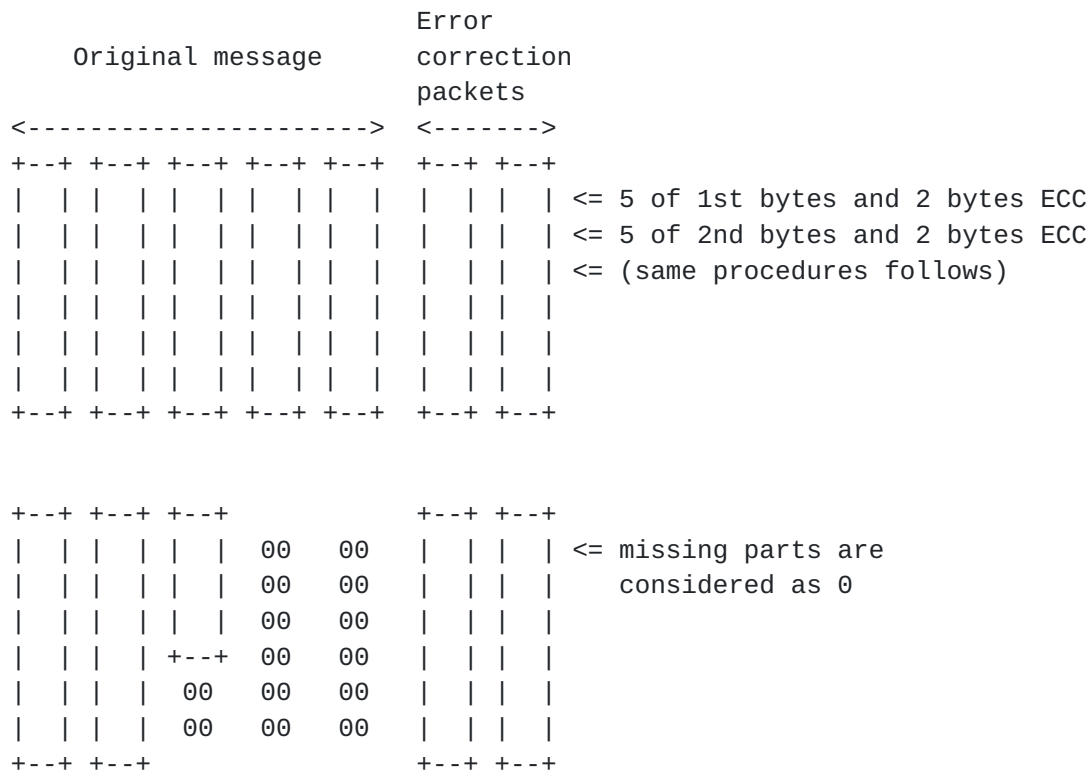 Error
    Original message      correction
                          packets
<----------------------->  <------->
+--+ +--+ +--+ +--+ +--+  +--+ +--+
|  | |  | |  | |  | |  |  |  | |  | <= 5 of 1st bytes and 2 bytes ECC
|  | |  | |  | |  | |  |  |  | |  | <= 5 of 2nd bytes and 2 bytes ECC
|  | |  | |  | |  | |  |  |  | |  | <= (same procedures follows)
|  | |  | |  | |  | |  |  |  | |  |
|  | |  | |  | |  | |  |  |  | |  |
|  | |  | |  | |  | |  |  |  | |  |
+--+ +--+ +--+ +--+ +--+  +--+ +--+
+--+ +--+ +--+            +--+ +--+
|  | |  | |  |  00   00   |  | |  | <= missing parts are
|  | |  | |  |  00   00   |  | |  |    considered as 0
|  | |  | |  |  00   00   |  | |  |
|  | |  | +--+  00   00   |  | |  |
|  | |  |  00   00   00   |  | |  |
|  | |  |  00   00   00   |  | |  |
+--+ +--+                 +--+ +--+